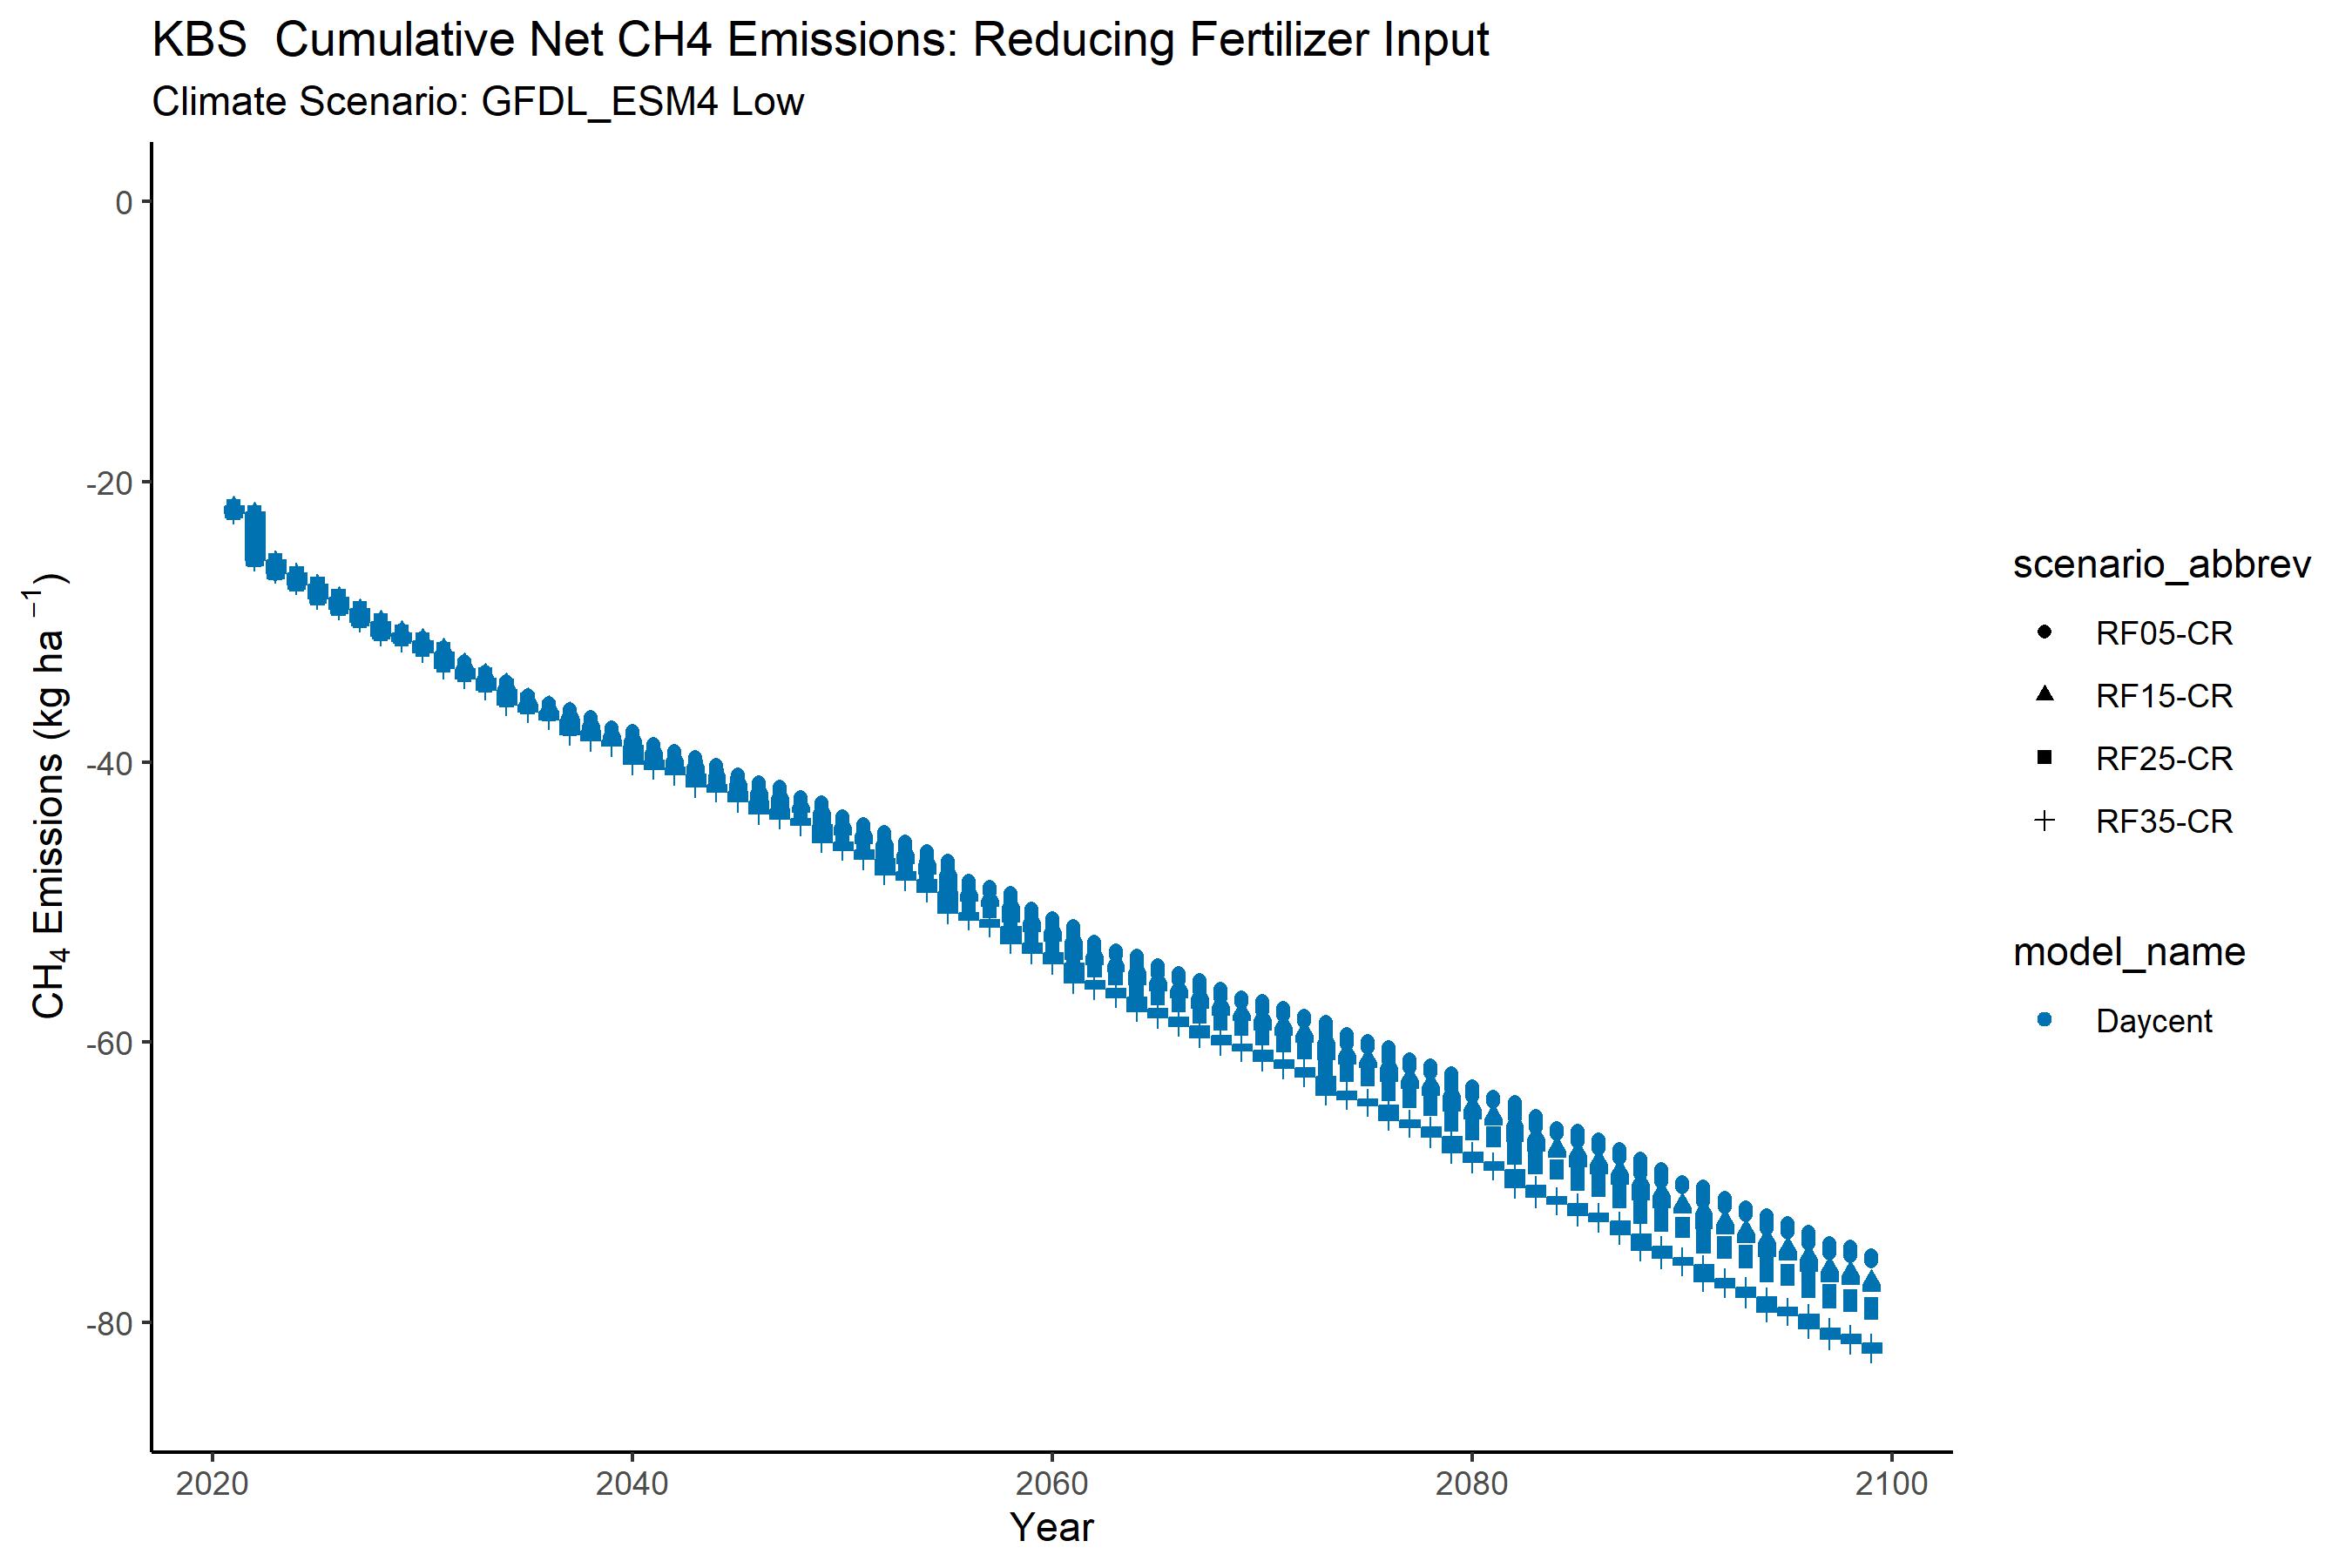 KBS  Cumulative Net CH4 Emissions: Reducing Fertilizer Input
Climate Scenario: GFDL_ESM4 Low
CH₄ Emissions (kg ha ⁻¹)
0
-20
-40
-60
-80
2020
2040
2060
2080
2100
Year
scenario_abbrev
RF05-CR
RF15-CR
RF25-CR
RF35-CR
model_name
Daycent